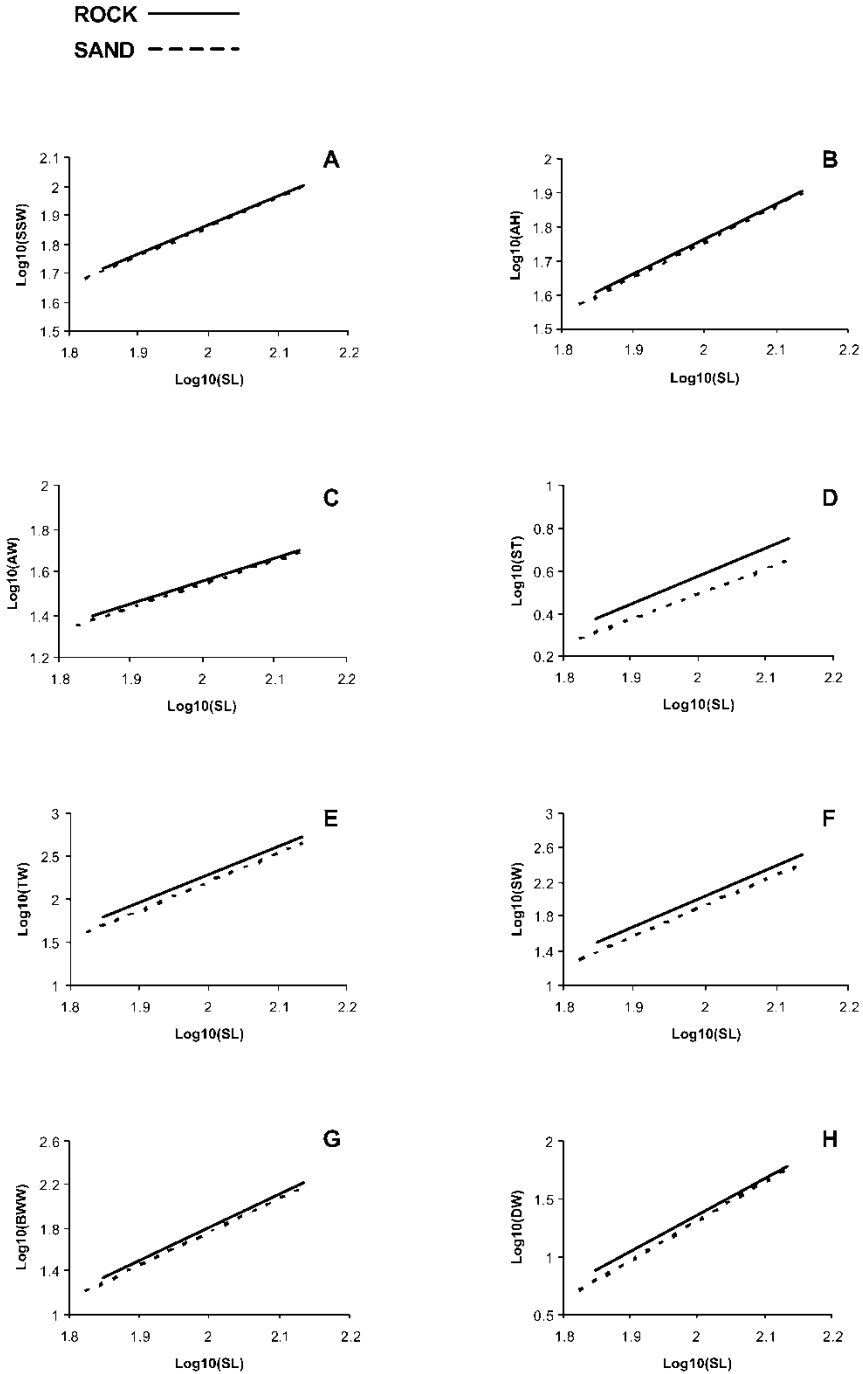 ROCK
SAND
A
Log10(SSW)
2.1
2
1.9
1.8
1.7
1.6
1.5
1.8 1.9 2 2.1 2.2
Log10(SL)
B
Log10(AH)
2
1.9
1.8
1.7
1.6
1.5
1.8 1.9 2 2.1 2.2
Log10(SL)
C
Log10(AW)
2
1.8
1.6
1.4
1.2
1.8 1.9 2 2.1 2.2
Log10(SL)
D
Log10(ST)
1
0.8
0.6
0.4
0.2
1.8 1.9 2 2.1 2.2
Log10(SL)
E
Log10(TW)
3
2.5
2
1.5
1
1.8 1.9 2 2.1 2.2
Log10(SL)
F
Log10(SW)
3
2.6
2.2
1.8
1.4
1
1.8 1.9 2 2.1 2.2
Log10(SL)
G
Log10(BWW)
2.6
2.2
1.8
1.4
1
1.8 1.9 2 2.1 2.2
Log10(SL)
H
Log10(DW)
2
1.5
1
0.5
1.8 1.9 2 2.1 2.2
Log10(SL)